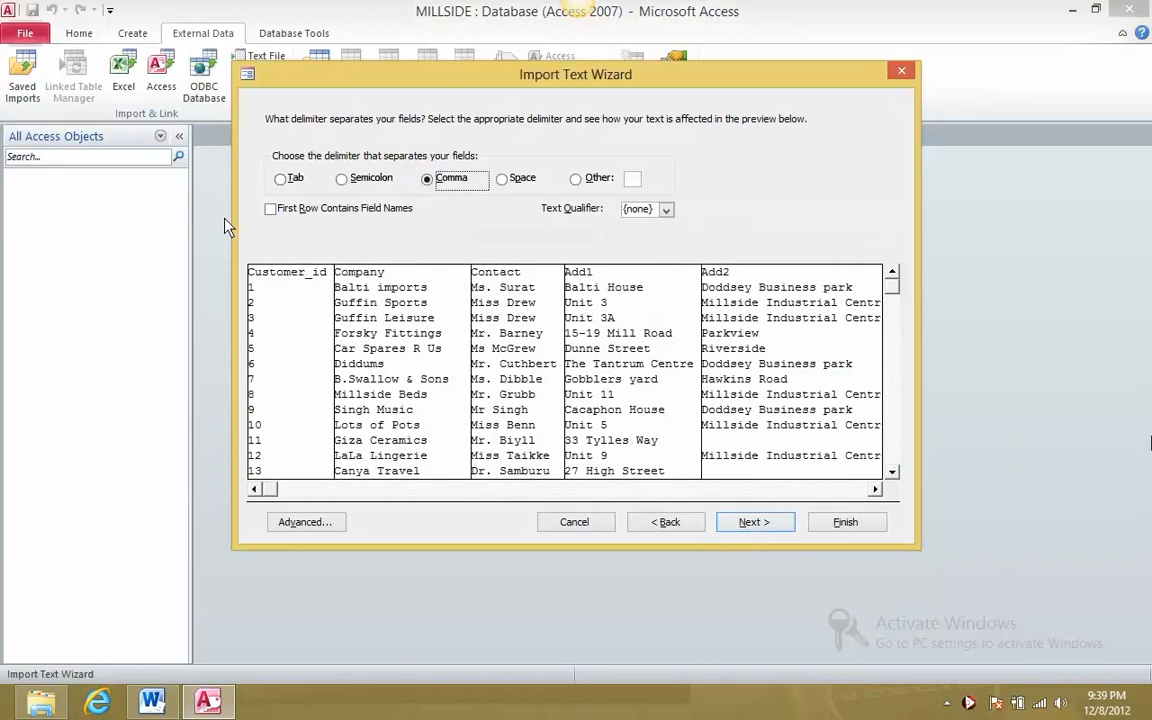 MILLSIDE : Database (Access 2007) - Microsoft Access
File Home Create External Data Database Tools
Saved Imports
Linked Table Manager
Excel
Access
ODBC Database
Text File
Access
Import & Link
All Access Objects
Search...
Import Text Wizard
What delimiter separates your fields? Select the appropriate delimiter and see how your text is affected in the preview below.
Choose the delimiter that separates your fields:
Tab Semicolon Comma Space Other:
First Row Contains Field Names Text Qualifier: {none}
Customer_id Company Contact Add1 Add2
1 Balti imports Ms. Surat Balti House Doddsey Business park
2 Guffin Sports Miss Drew Unit 3 Millside Industrial Centr
3 Guffin Leisure Miss Drew Unit 3A Millside Industrial Centr
4 Forsky Fittings Mr. Barney 15-19 Mill Road Parkview
5 Car Spares R Us Ms McGrew Dunne Street Riverside
6 Diddums Mr. Cuthbert The Tantrum Centre Doddsey Business park
7 B.Swallow & Sons Ms. Dibble Gobblers yard Hawkins Road
8 Millside Beds Mr. Grubb Unit 11 Millside Industrial Centr
9 Singh Music Mr Singh Cacaphon House Doddsey Business park
10 Lots of Pots Miss Benn Unit 5 Millside Industrial Centr
11 Giza Ceramics Mr. Biyll 33 Tylles Way
12 LaLa Lingerie Miss Taikke Unit 9 Millside Industrial Centr
13 Canya Travel Dr. Samburu 27 High Street
Advanced... Cancel < Back Next > Finish
Activate Windows
Go to PC settings to activate Windows.
Import Text Wizard
9:39 PM
12/8/2012